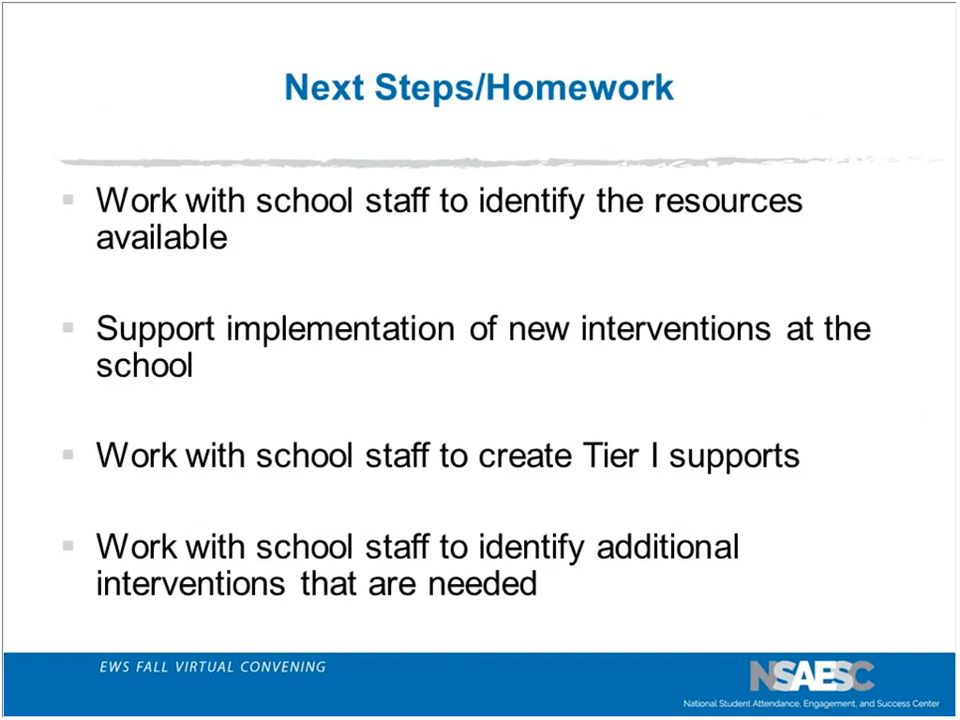 Next Steps/Homework
Work with school staff to identify the resources
available
Support implementation of new interventions at the
school
Work with school staff to create Tier I supports
Work with school staff to identify additional
interventions that are needed
EWS FALL VIRTUAL CONVENING
NSAESC
National Student Attendance, Engagement, and Success Center